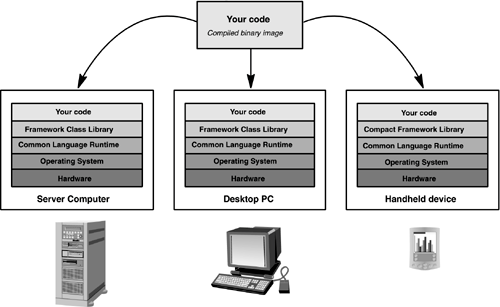 Your code
Compiled binary image
Your code
Framework Class Library
Common Language Runtime
Operating System
Hardware
Server Computer
Your code
Framework Class Library
Common Language Runtime
Operating System
Hardware
Desktop PC
Your code
Compact Framework Library
Common Language Runtime
Operating System
Hardware
Handheld device